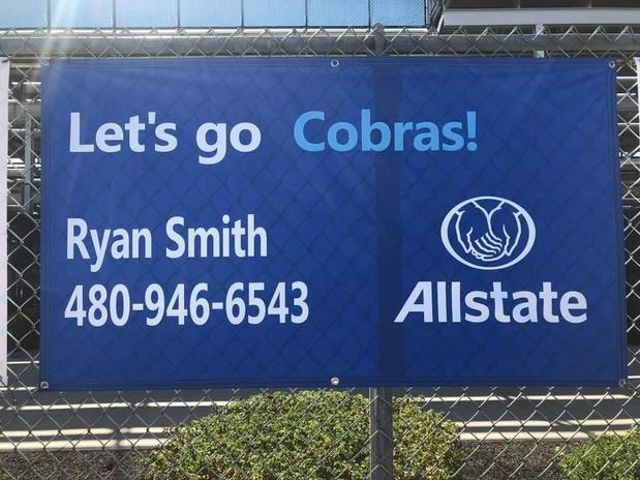 Let's go Cobras!
Ryan Smith
480-946-6543
Allstate